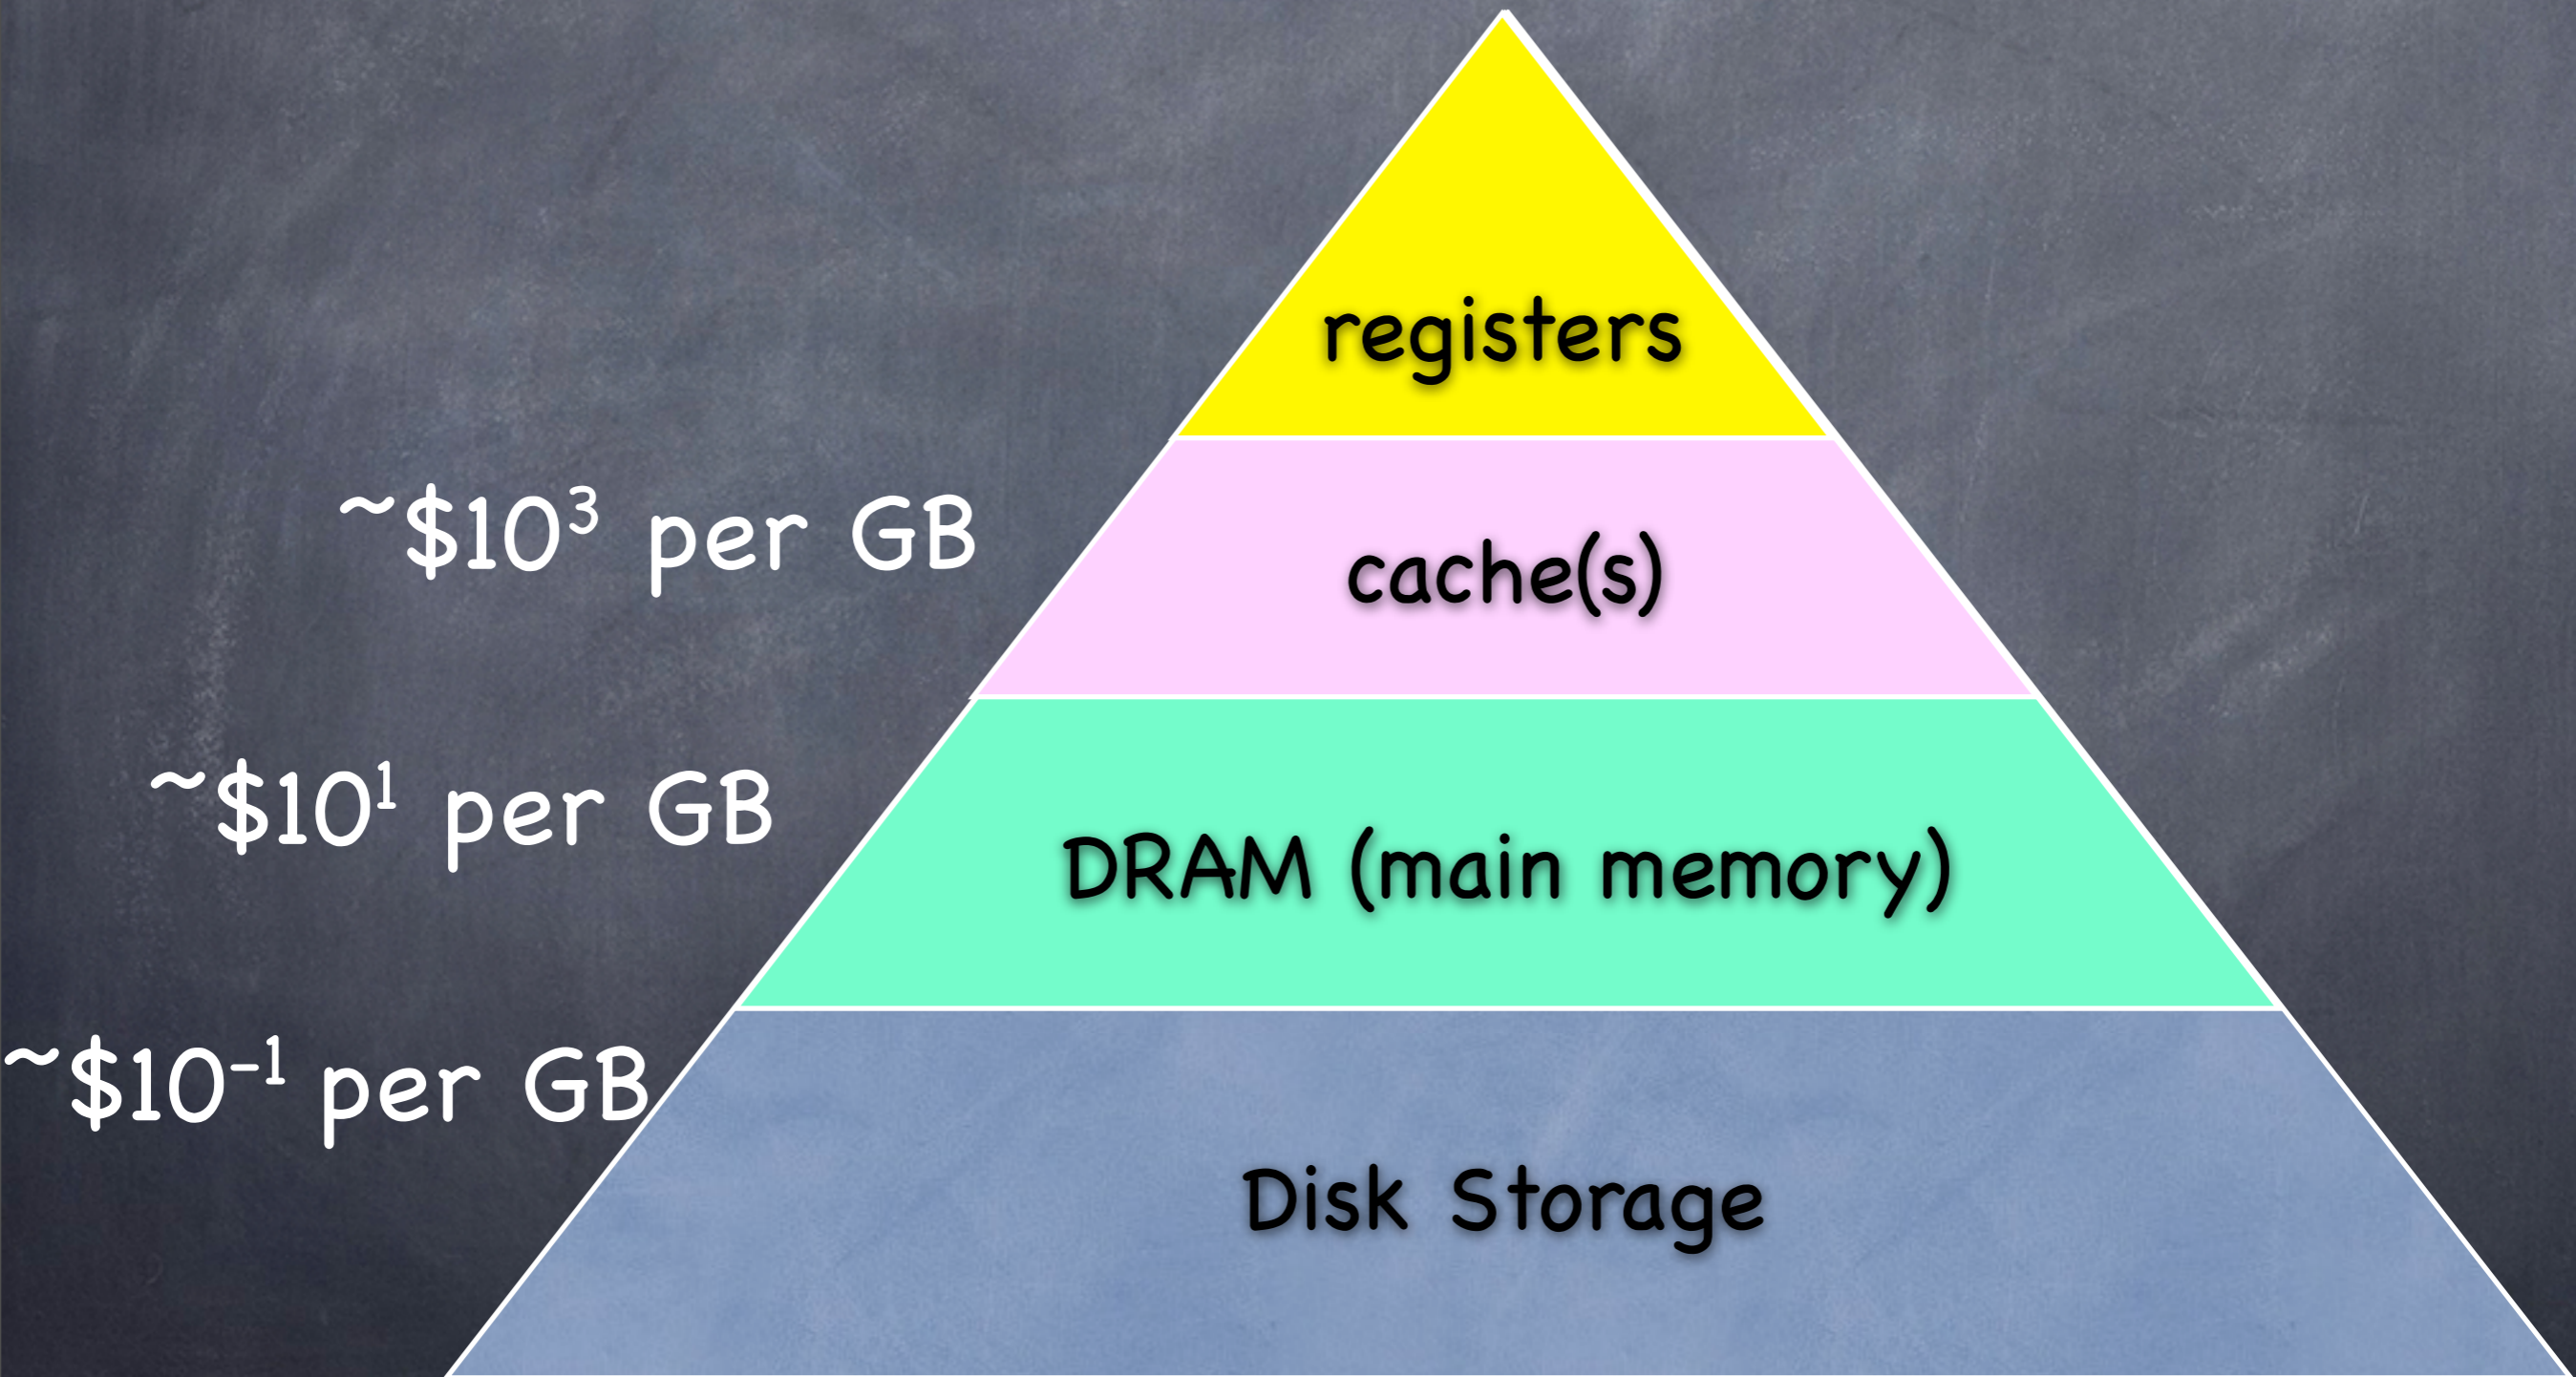 registers
~$10³ per GB
cache(s)
~$10¹ per GB
DRAM (main memory)
~$10⁻¹ per GB
Disk Storage